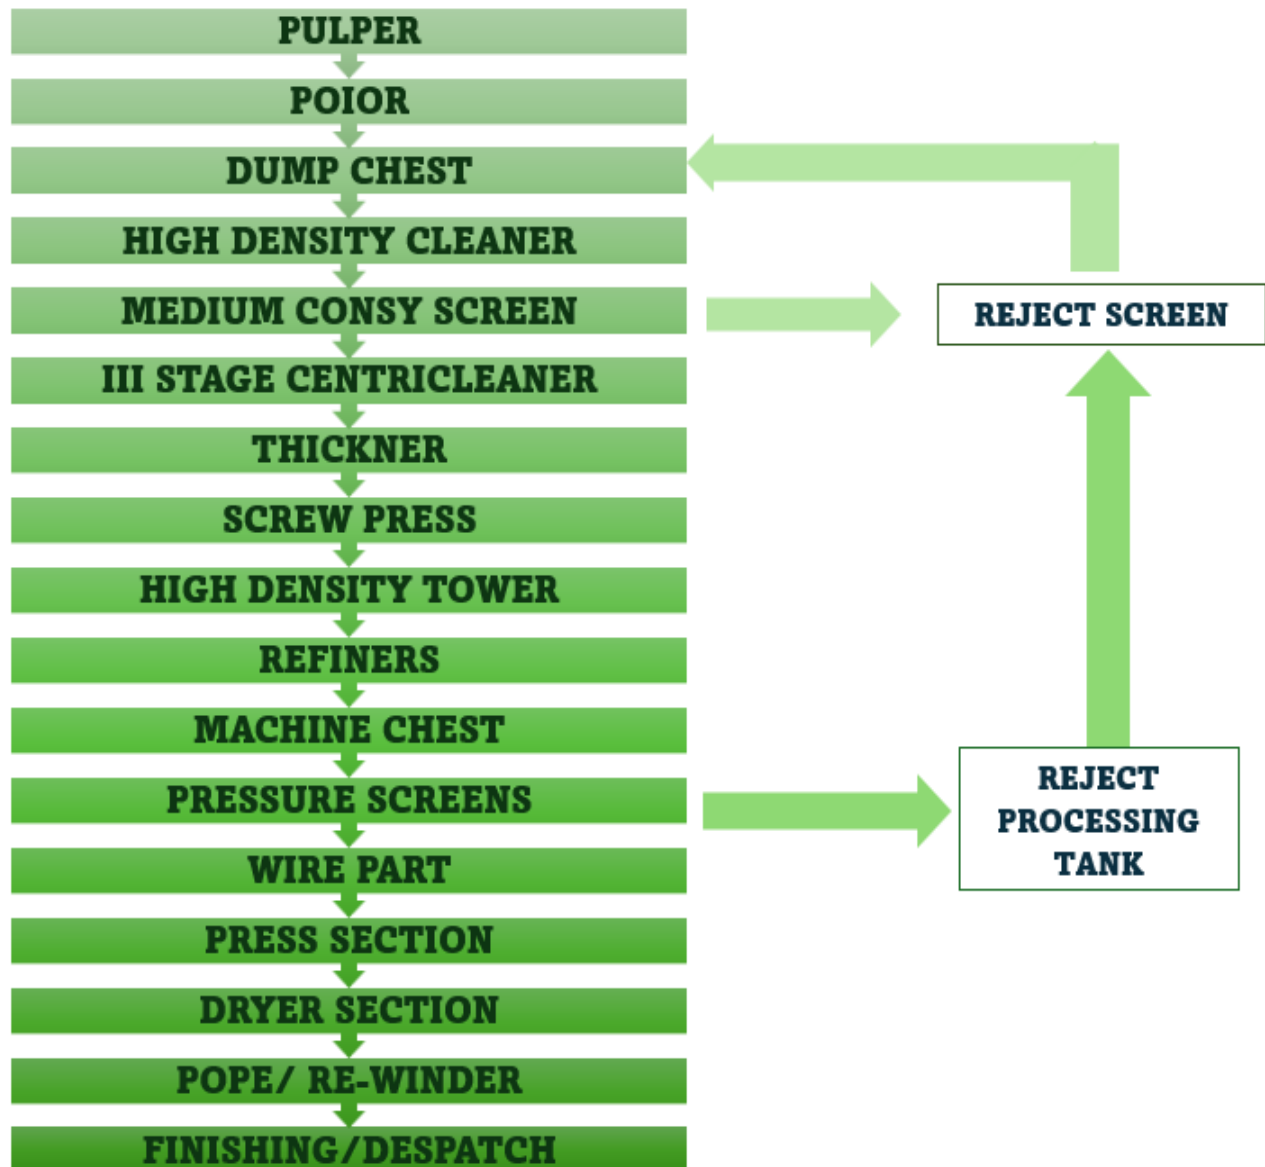 PULPER
POIOR
DUMP CHEST
HIGH DENSITY CLEANER
MEDIUM CONSY SCREEN
REJECT SCREEN
III STAGE CENTRICLEANER
THICKNER
SCREW PRESS
HIGH DENSITY TOWER
REFINERS
MACHINE CHEST
PRESSURE SCREENS
REJECT
PROCESSING
TANK
WIRE PART
PRESS SECTION
DRYER SECTION
POPE/ RE-WINDER
FINISHING/DESPATCH